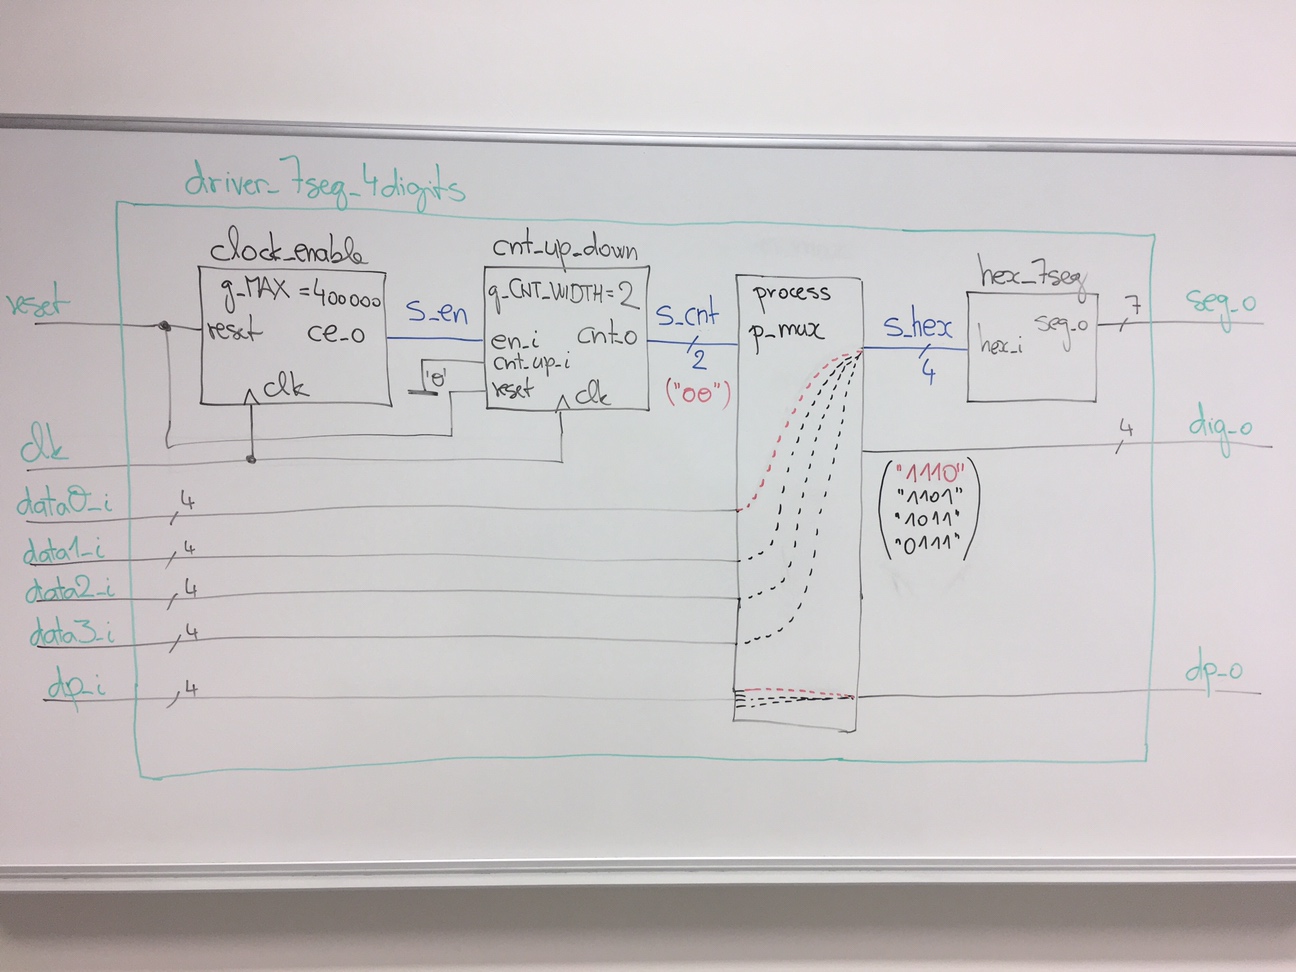 driver_7seg_4digits
clock_enable
g_MAX = 400000
reset
ce_o
clk
cnt_up_down
g_CNT_WIDTH = 2
en_i
cnt_o
cnt_up_i
reset
clk
'0'
s_en
s_cnt
2
("00")
process
p_mux
s_hex
4
hex_7seg
seg_o
hex_i
7
seg_o
4
dig_o
"1110"
"1101"
"1011"
"0111"
reset
clk
data0_i
4
data1_i
4
data2_i
4
data3_i
4
dp_i
4
dp_o